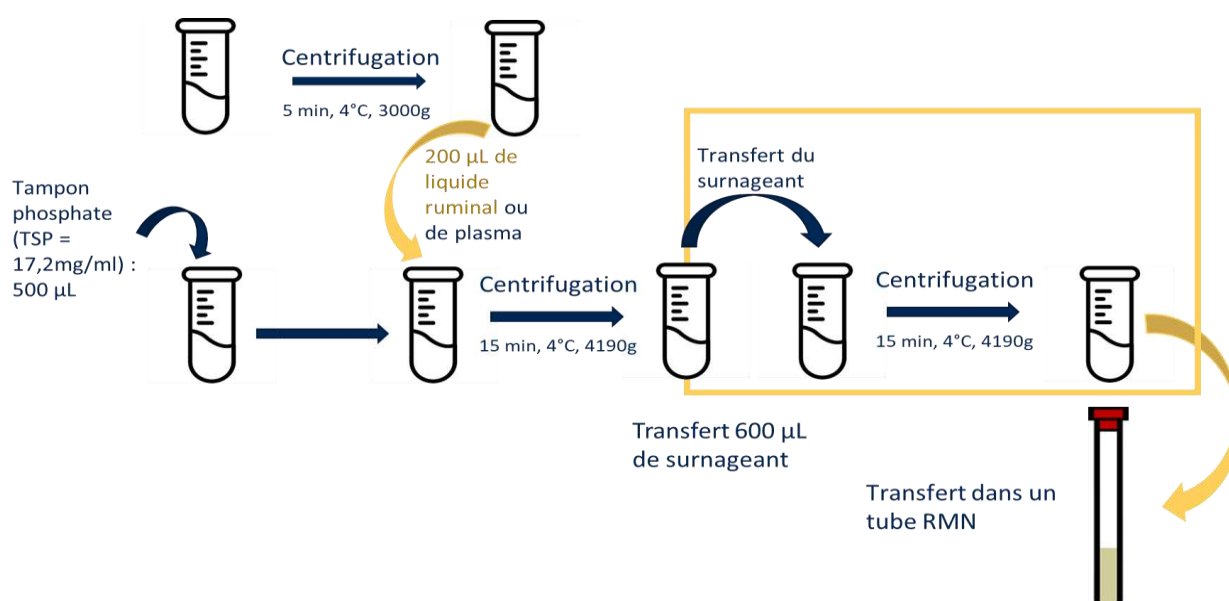 Centrifugation
5 min, 4°C, 3000g
200 µL de
liquide
ruminal ou
de plasma
Tampon
phosphate
(TSP =
17,2mg/ml) :
500 µL
Centrifugation
15 min, 4°C, 4190g
Transfert du
surnageant
Centrifugation
15 min, 4°C, 4190g
Transfert 600 µL
de surnageant
Transfert dans un
tube RMN